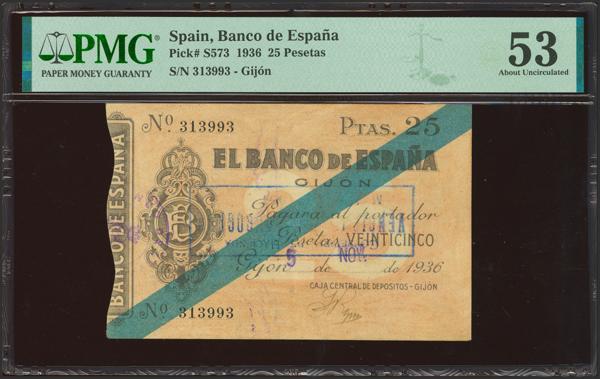 PMG
PAPER MONEY GUARANTY
Spain, Banco de España
Pick# S573 1936 25 Pesetas
S/N 313993 - Gijón
53
About Uncirculated
BANCO DE ESPAÑA
Nº 313993
PTAS. 25
EL BANCO DE ESPAÑA
GIJON
Pagará al portador
Pesetas VEINTICINCO
NOV
Gijón de de 1936
CAJA CENTRAL DE DEPOSITOS - GIJÓN
Nº 313993